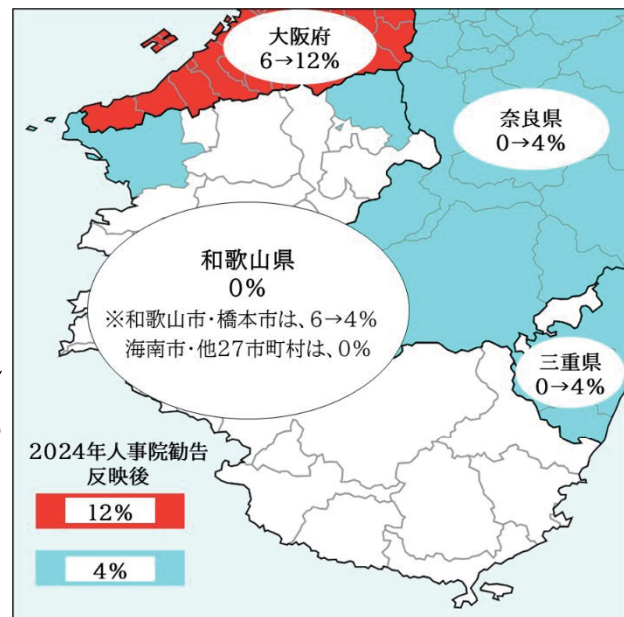 大阪府
6→12%
奈良県
0→4%
和歌山県
0%
※和歌山市・橋本市は、6→4%
海南市・他27市町村は、0%
三重県
0→4%
2024年人事院勧告
反映後
12%
4%